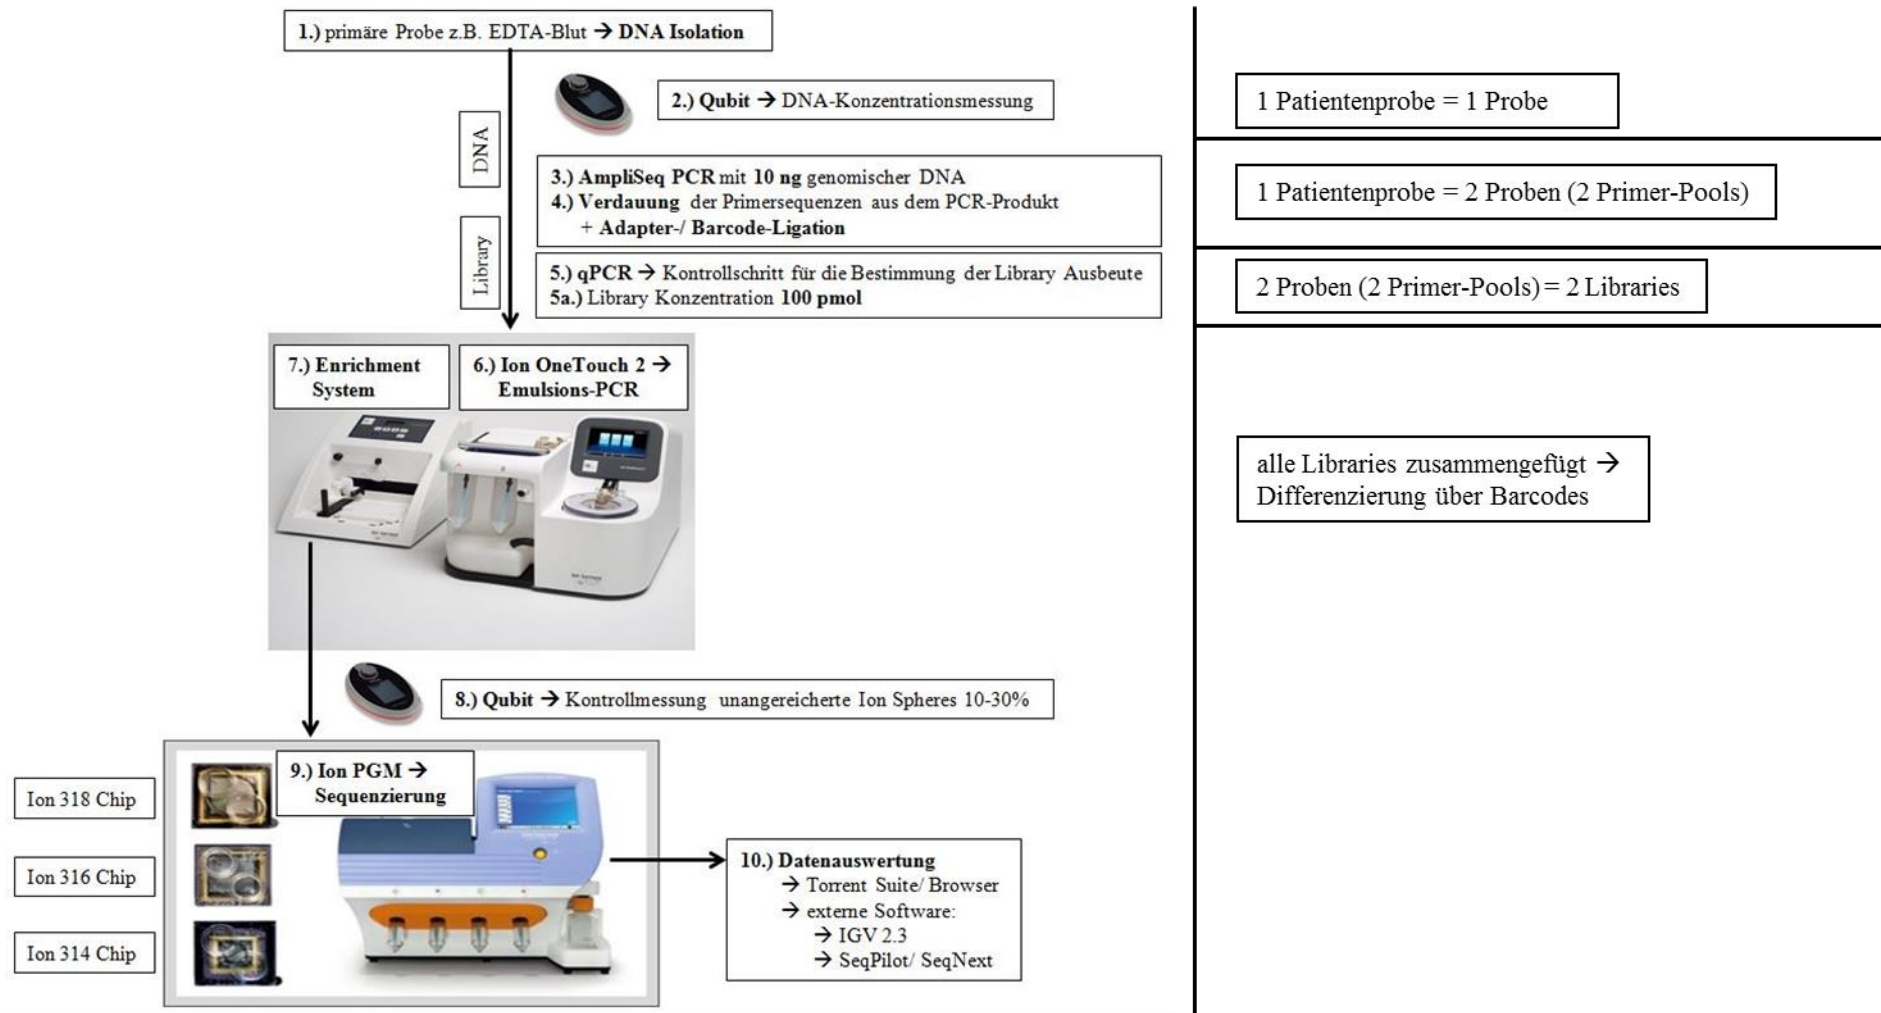 1.) primäre Probe z.B. EDTA-Blut → DNA Isolation
2.) Qubit → DNA-Konzentrationsmessung
DNA
3.) AmpliSeq PCR mit 10 ng genomischer DNA
4.) Verdauung der Primersequenzen aus dem PCR-Produkt
+ Adapter-/ Barcode-Ligation
Library
5.) qPCR → Kontrollschritt für die Bestimmung der Library Ausbeute
5a.) Library Konzentration 100 pmol
7.) Enrichment
System
6.) Ion OneTouch 2 →
Emulsions-PCR
8.) Qubit → Kontrollmessung unangereicherte Ion Spheres 10-30%
9.) Ion PGM →
Sequenzierung
Ion 318 Chip
Ion 316 Chip
Ion 314 Chip
10.) Datenauswertung
→ Torrent Suite/ Browser
→ externe Software:
→ IGV 2.3
→ SeqPilot/ SeqNext
1 Patientenprobe = 1 Probe
1 Patientenprobe = 2 Proben (2 Primer-Pools)
2 Proben (2 Primer-Pools) = 2 Libraries
alle Libraries zusammengefügt →
Differenzierung über Barcodes